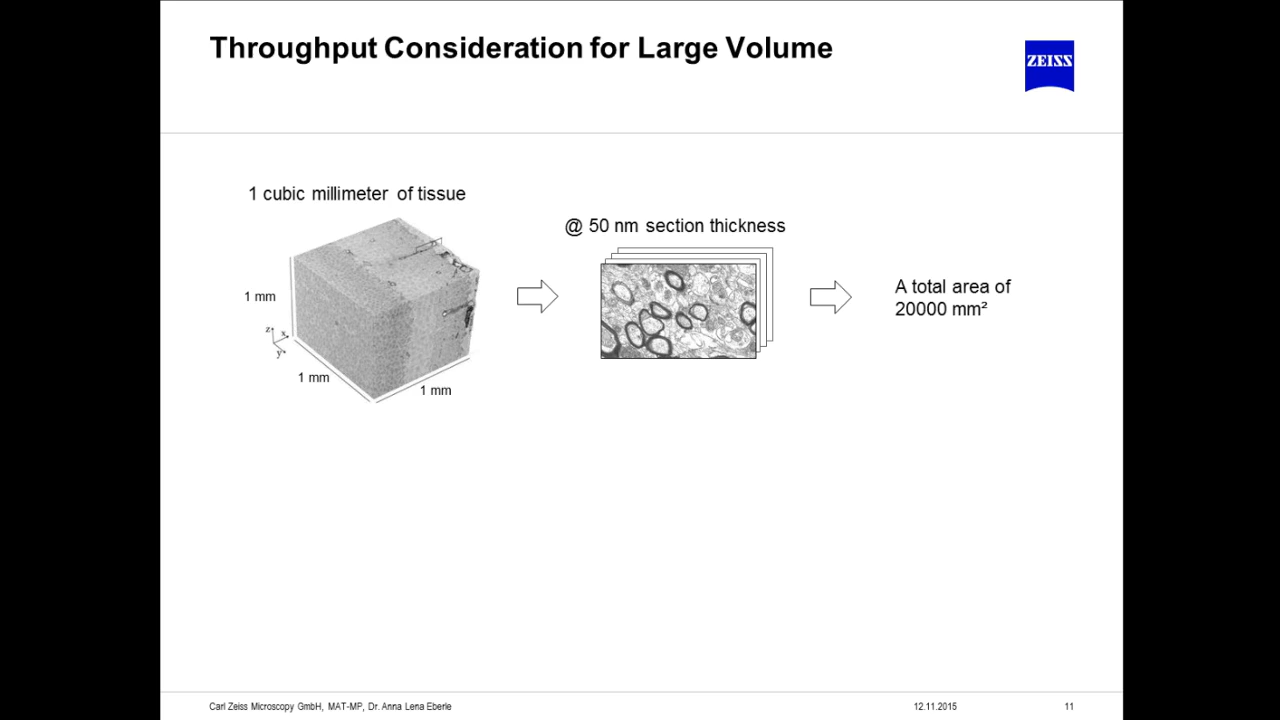 Throughput Consideration for Large Volume
ZEISS
1 cubic millimeter of tissue
@ 50 nm section thickness
A total area of
20000 mm²
1 mm
z
x
y
1 mm
1 mm
Carl Zeiss Microscopy GmbH, MAT-MP, Dr. Anna Lena Eberle
12.11.2015
11